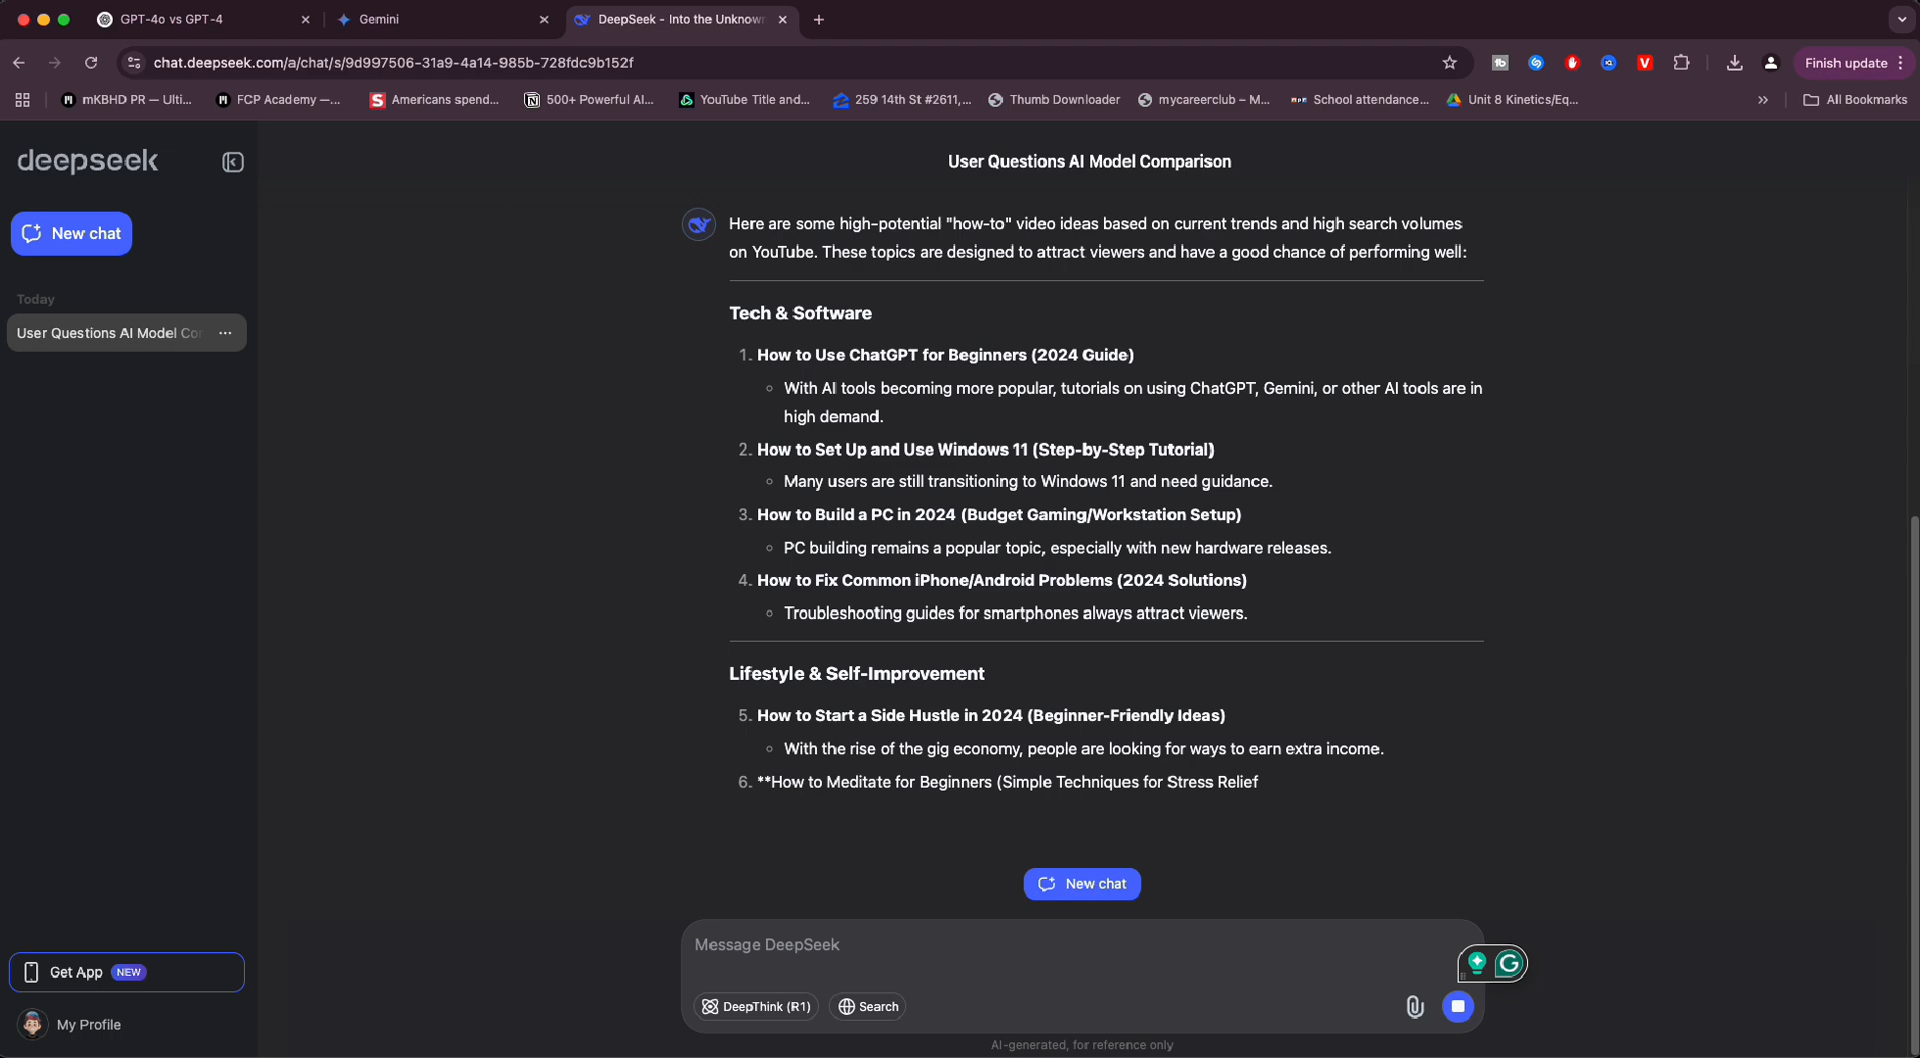 GPT-4o vs GPT-4
Gemini
DeepSeek - Into the Unknown
chat.deepseek.com/a/chat/s/9d997506-31a9-4a14-985b-728fdc9b152f
Finish update
mKBHD PR — Ulti...
FCP Academy —...
Americans spend...
500+ Powerful AI...
YouTube Title and...
259 14th St #2611,...
Thumb Downloader
mycareerclub – M...
School attendance...
Unit 8 Kinetics/Eq...
»
All Bookmarks
deepseek
New chat
Today
User Questions AI Model Co
Get App NEW
My Profile
User Questions AI Model Comparison
Here are some high-potential "how-to" video ideas based on current trends and high search volumes
on YouTube. These topics are designed to attract viewers and have a good chance of performing well:
Tech & Software
1. How to Use ChatGPT for Beginners (2024 Guide)
With AI tools becoming more popular, tutorials on using ChatGPT, Gemini, or other AI tools are in
high demand.
2. How to Set Up and Use Windows 11 (Step-by-Step Tutorial)
Many users are still transitioning to Windows 11 and need guidance.
3. How to Build a PC in 2024 (Budget Gaming/Workstation Setup)
PC building remains a popular topic, especially with new hardware releases.
4. How to Fix Common iPhone/Android Problems (2024 Solutions)
Troubleshooting guides for smartphones always attract viewers.
Lifestyle & Self-Improvement
5. How to Start a Side Hustle in 2024 (Beginner-Friendly Ideas)
With the rise of the gig economy, people are looking for ways to earn extra income.
6. **How to Meditate for Beginners (Simple Techniques for Stress Relief
New chat
Message DeepSeek
DeepThink (R1)
Search
AI-generated, for reference only